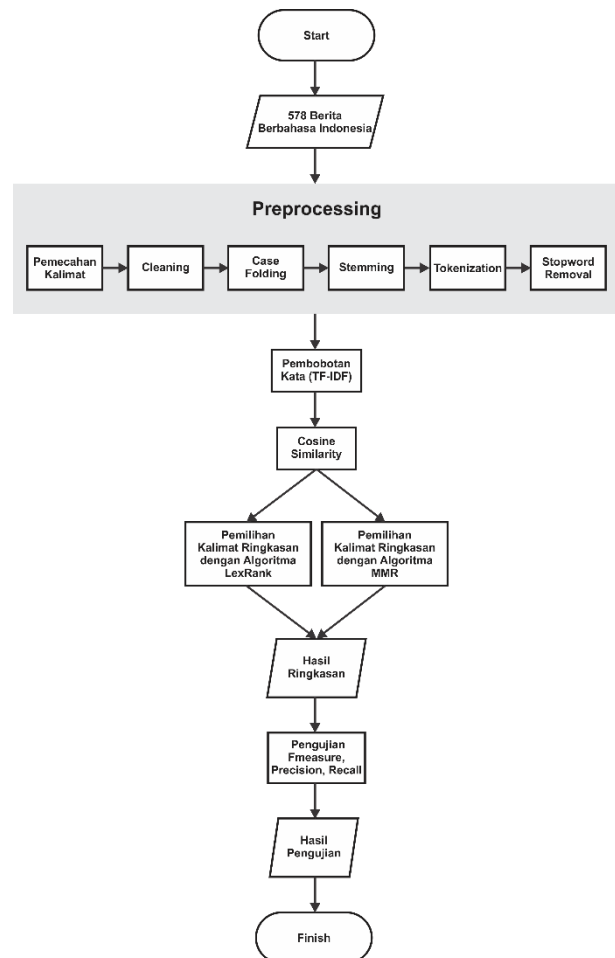 Start
578 Berita
Berbahasa Indonesia
Preprocessing
Pemecahan
Kalimat
Cleaning
Case
Folding
Stemming
Tokenization
Stopword
Removal
Pembobotan
Kata (TF-IDF)
Cosine
Similarity
Pemilihan
Kalimat Ringkasan
dengan Algoritma
LexRank
Pemilihan
Kalimat Ringkasan
dengan Algoritma
MMR
Hasil
Ringkasan
Pengujian
Fmeasure,
Precision, Recall
Hasil
Pengujian
Finish